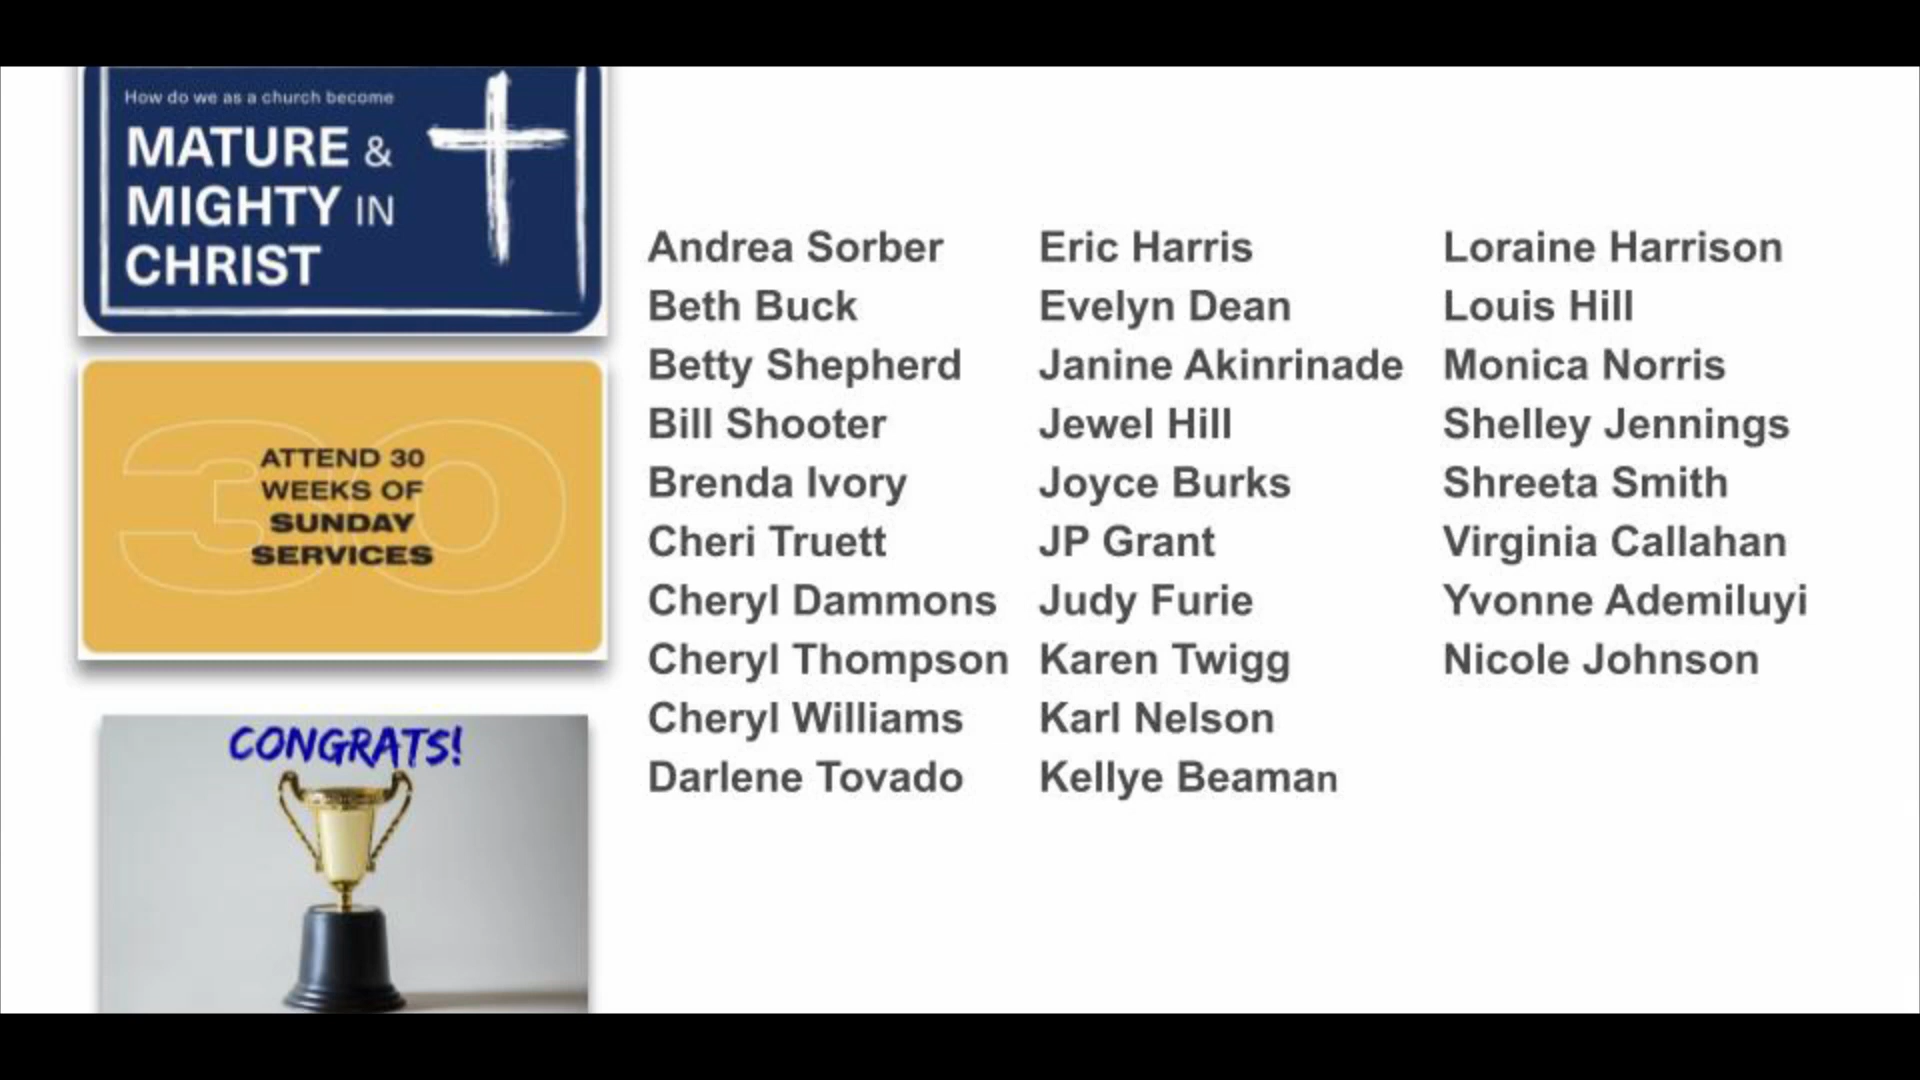 How do we as a church become
MATURE &
MIGHTY IN
CHRIST
30
ATTEND 30
WEEKS OF
SUNDAY
SERVICES
CONGRATS!
Andrea Sorber
Beth Buck
Betty Shepherd
Bill Shooter
Brenda Ivory
Cheri Truett
Cheryl Dammons
Cheryl Thompson
Cheryl Williams
Darlene Tovado
Eric Harris
Evelyn Dean
Janine Akinrinade
Jewel Hill
Joyce Burks
JP Grant
Judy Furie
Karen Twigg
Karl Nelson
Kellye Beaman
Loraine Harrison
Louis Hill
Monica Norris
Shelley Jennings
Shreeta Smith
Virginia Callahan
Yvonne Ademiluyi
Nicole Johnson